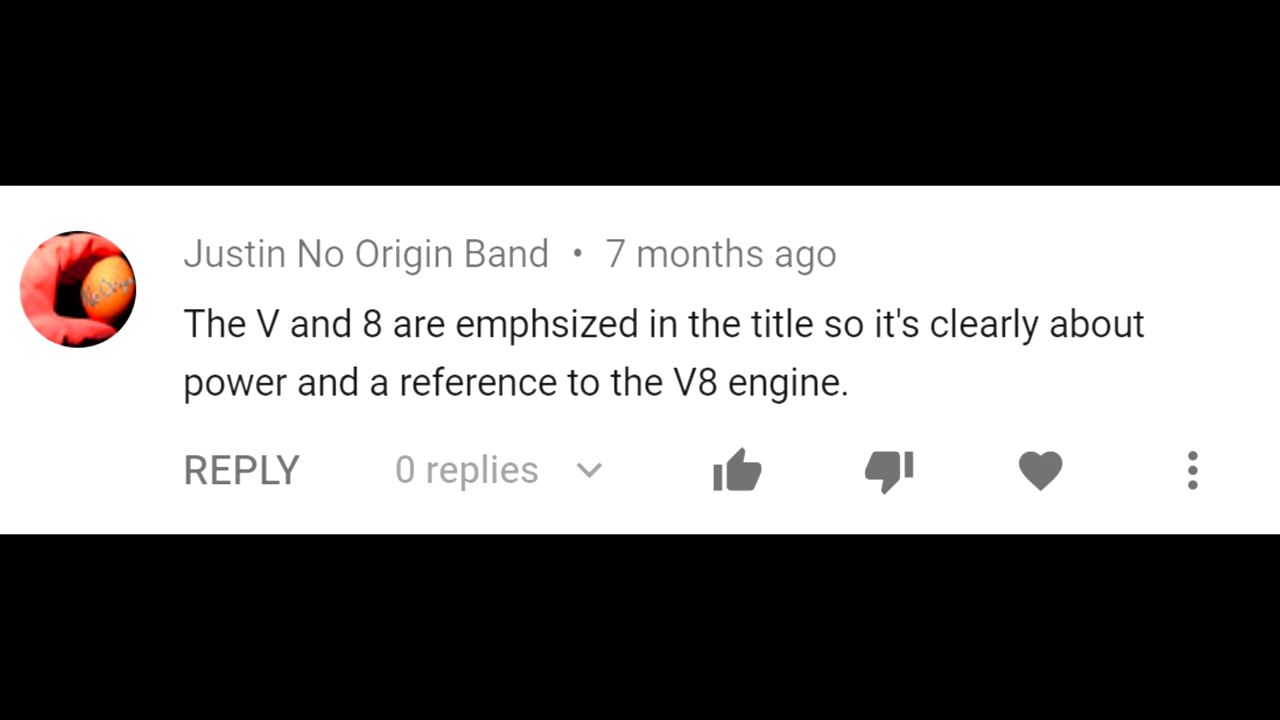 Justin No Origin Band • 7 months ago
The V and 8 are emphsized in the title so it's clearly about
power and a reference to the V8 engine.
REPLY 0 replies